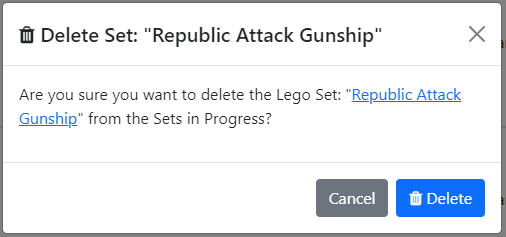 Delete Set: "Republic Attack Gunship"
Are you sure you want to delete the Lego Set: "Republic Attack
Gunship" from the Sets in Progress?
Cancel
Delete